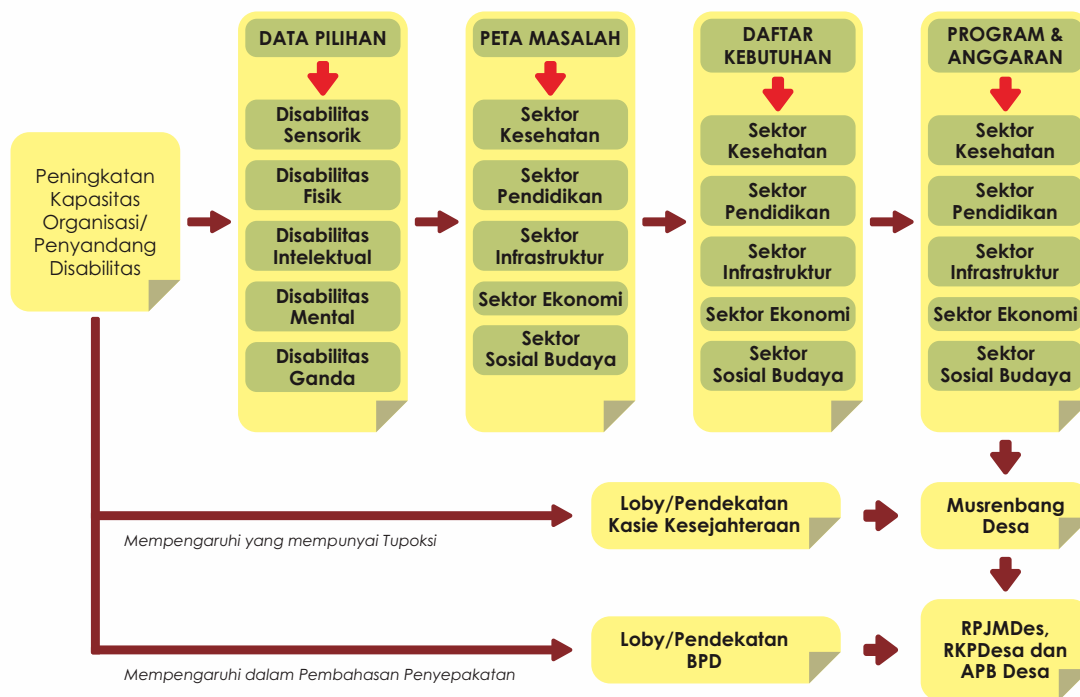 Peningkatan
Kapasitas
Organisasi/
Penyandang
Disabilitas
DATA PILIHAN
Disabilitas
Sensorik
Disabilitas
Fisik
Disabilitas
Intelektual
Disabilitas
Mental
Disabilitas
Ganda
PETA MASALAH
Sektor
Kesehatan
Sektor
Pendidikan
Sektor
Infrastruktur
Sektor Ekonomi
Sektor
Sosial Budaya
DAFTAR
KEBUTUHAN
Sektor
Kesehatan
Sektor
Pendidikan
Sektor
Infrastruktur
Sektor Ekonomi
Sektor
Sosial Budaya
PROGRAM &
ANGGARAN
Sektor
Kesehatan
Sektor
Pendidikan
Sektor
Infrastruktur
Sektor Ekonomi
Sektor
Sosial Budaya
Mempengaruhi yang mempunyai Tupoksi
Loby/Pendekatan
Kasie Kesejahteraan
Musrenbang
Desa
Mempengaruhi dalam Pembahasan Penyepakatan
Loby/Pendekatan
BPD
RPJMDes,
RKPDesa dan
APB Desa